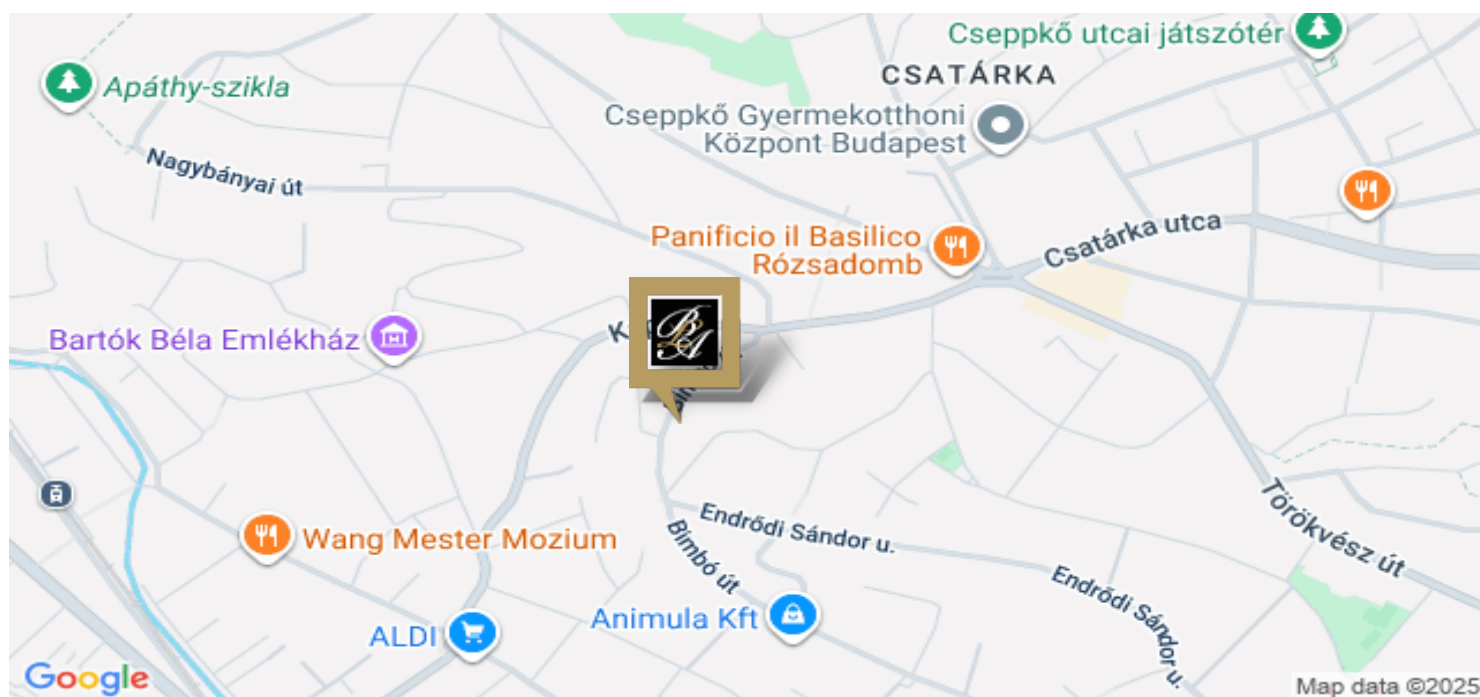 Cseppkő utcai játszótér
CSATÁRKA
Apáthy-szikla
Cseppkő Gyermekotthoni
Központ Budapest
Nagybányai út
Panificio il Basilico
Rózsadomb
Csatárka utca
Bartók Béla Emlékház
BLA
Törökvész út
Endrődi Sándor u.
Wang Mester Mozium
Bimbó út
Endrődi Sándor u.
Animula Kft
ALDI
Google
Map data ©2025